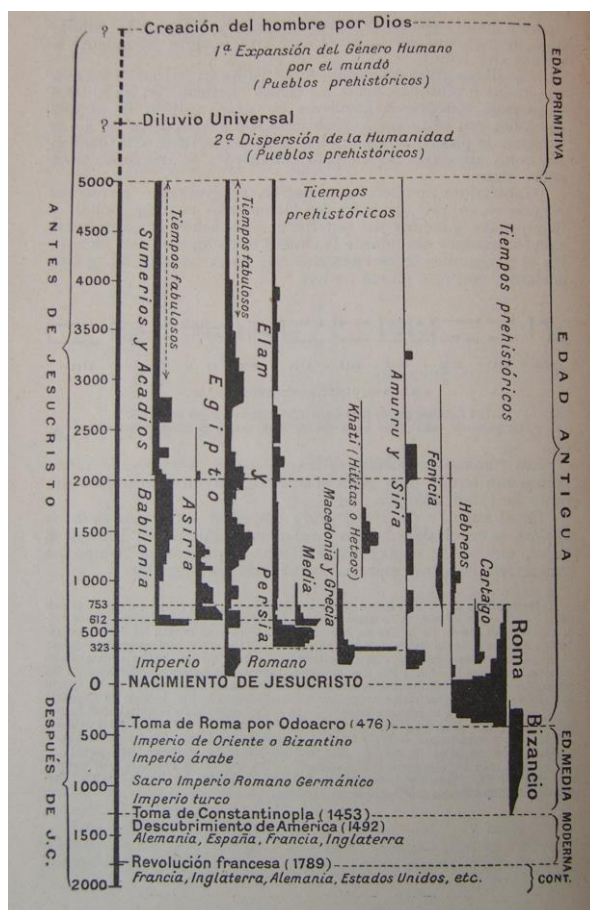 ? Creación del hombre por Dios
1ª Expansión del Género Humano
por el mundo
(Pueblos prehistóricos)
? Diluvio Universal
2ª Dispersión de la Humanidad
(Pueblos prehistóricos)
EDAD PRIMITIVA
ANTES DE JESUCRISTO
5000
4500
4000
3500
3000
2500
2000
1500
1000
753
612
500
323
0
Sumerios y Acadios
Babilonia
Tiempos fabulosos
Asiria
Egipto
Tiempos fabulosos
Elam y Persia
Media
Tiempos
prehistóricos
Macedonia y Grecia
Khati (Hititas o Heteos)
Amurru y Siria
Fenicia
Hebreos
Cartago
Tiempos prehistóricos
Roma
Bizancio
EDAD ANTIGUA
Imperio Romano
NACIMIENTO DE JESUCRISTO
DESPUÉS DE J.C.
Toma de Roma por Odoacro (476)
500
Imperio de Oriente o Bizantino
Imperio árabe
1000
Sacro Imperio Romano Germánico
Imperio turco
ED. MEDIA
Toma de Constantinopla (1453)
Descubrimiento de América (1492)
1500
Alemania, España, Francia, Inglaterra
MODERNA
Revolución francesa (1789)
2000
Francia, Inglaterra, Alemania, Estados Unidos, etc.
CONT.